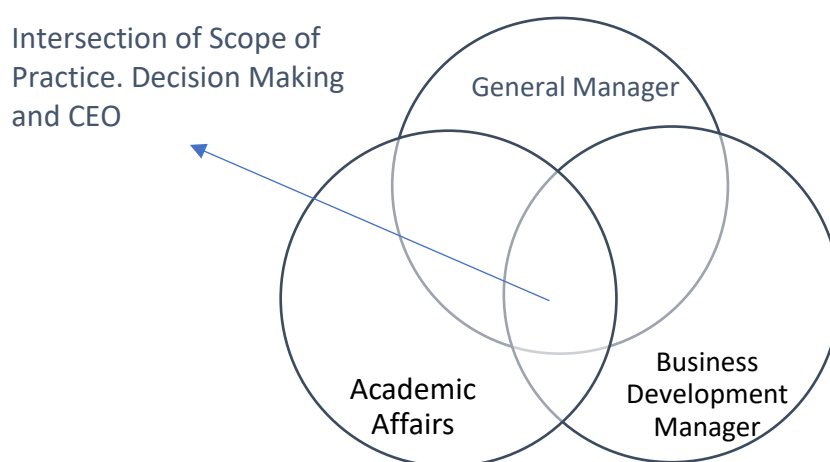 Intersection of Scope of
Practice. Decision Making
and CEO
General Manager
Academic
Affairs
Business
Development
Manager